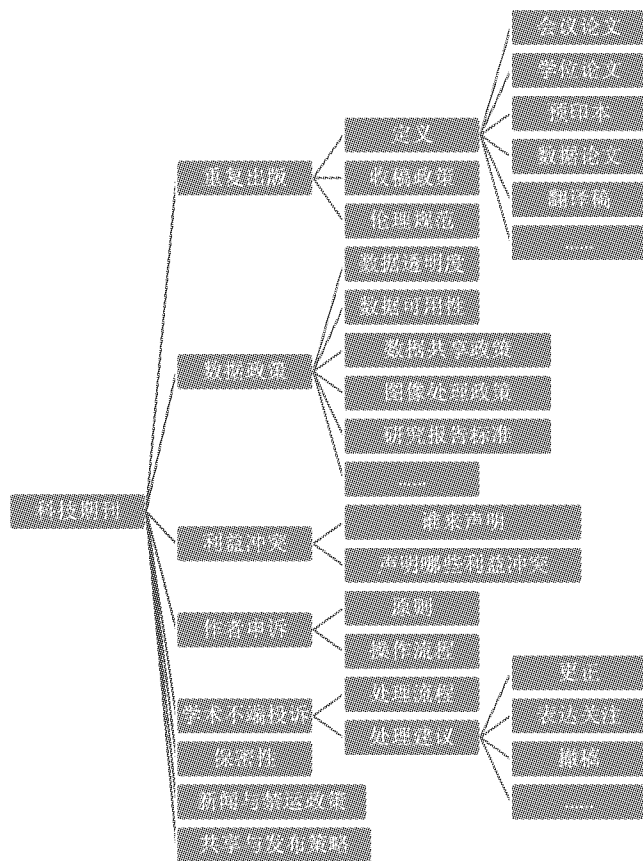 科技期刊
重复出版
定义
会议论文
学位论文
预印本
数据论文
翻译稿
……
收稿政策
伦理规范
数据政策
数据透明度
数据可用性
数据共享政策
图像处理政策
研究报告标准
……
利益冲突
谁来声明
声明哪些利益冲突
作者申诉
原则
操作流程
学术不端投诉
处理流程
处理建议
更正
表达关注
撤稿
……
保密性
新闻与禁运政策
共享与发布策略